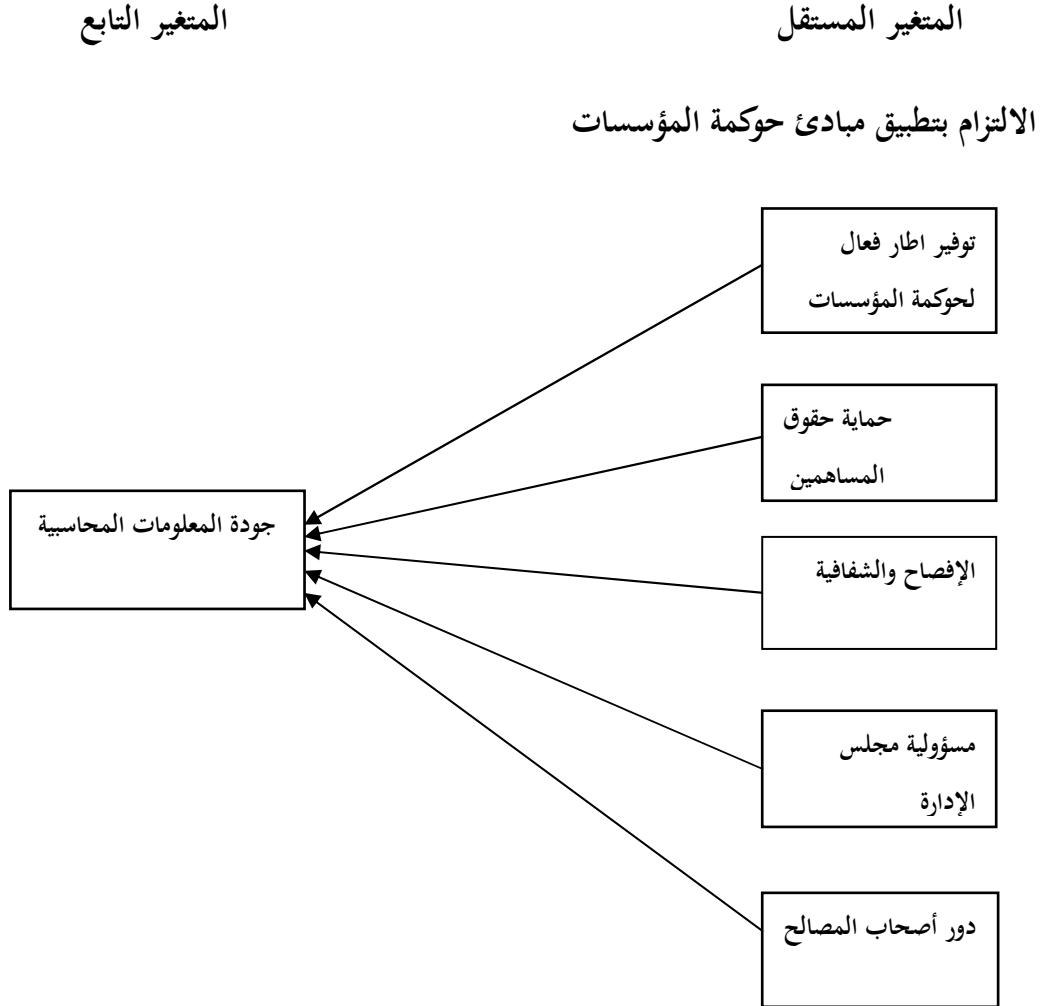 المتغير المستقل
المتغير التابع
الالتزام بتطبيق مبادئ حوكمة المؤسسات
توفير اطار فعال
لحوكمة المؤسسات
حماية حقوق
المساهمين
الإفصاح والشفافية
مسؤولية مجلس
الإدارة
دور أصحاب المصالح
جودة المعلومات المحاسبية